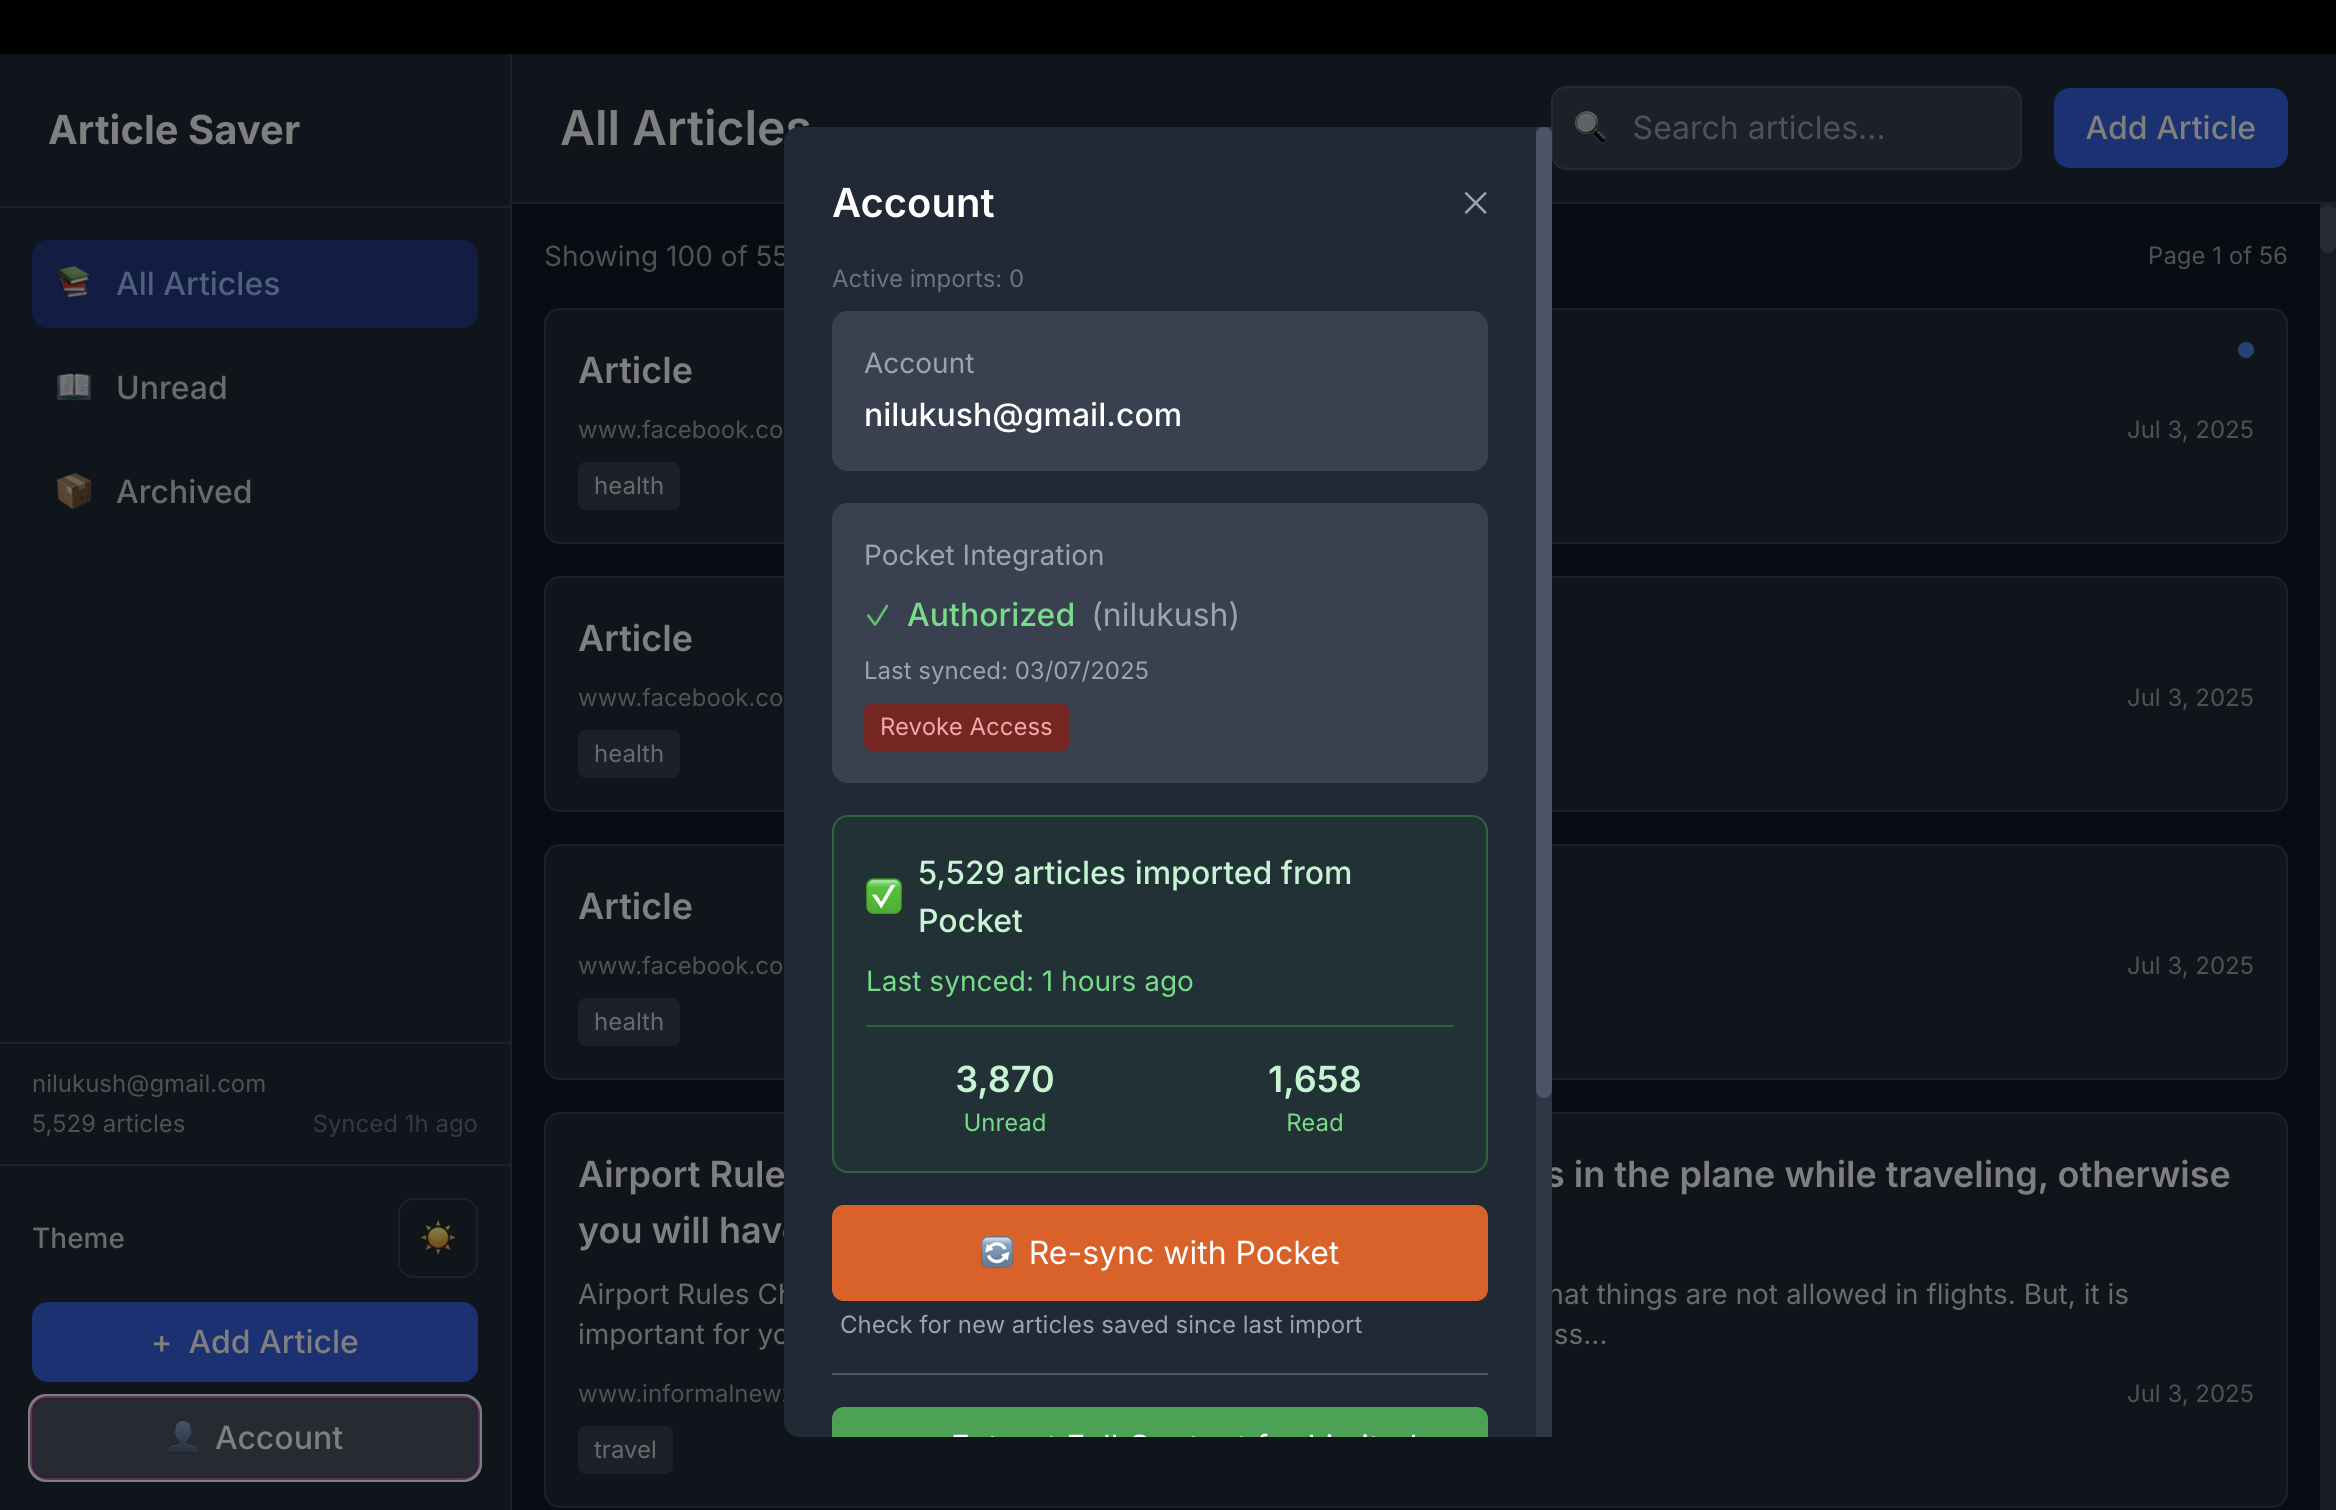 Article Saver
All Articles
Unread
Archived
nilukush@gmail.com
5,529 articles
Synced 1h ago
Theme
+ Add Article
Account
All Articles
Search articles...
Add Article
Showing 100 of 55
Page 1 of 56
Article
www.facebook.co
Jul 3, 2025
health
Article
www.facebook.co
Jul 3, 2025
health
Article
www.facebook.co
Jul 3, 2025
health
Airport Rule
s in the plane while traveling, otherwise
you will hav
Airport Rules Ch
hat things are not allowed in flights. But, it is
important for yo
ss...
www.informalnew
Jul 3, 2025
travel
Account
Active imports: 0
Account
nilukush@gmail.com
Pocket Integration
✓ Authorized (nilukush)
Last synced: 03/07/2025
Revoke Access
5,529 articles imported from
Pocket
Last synced: 1 hours ago
3,870
Unread
1,658
Read
Re-sync with Pocket
Check for new articles saved since last import